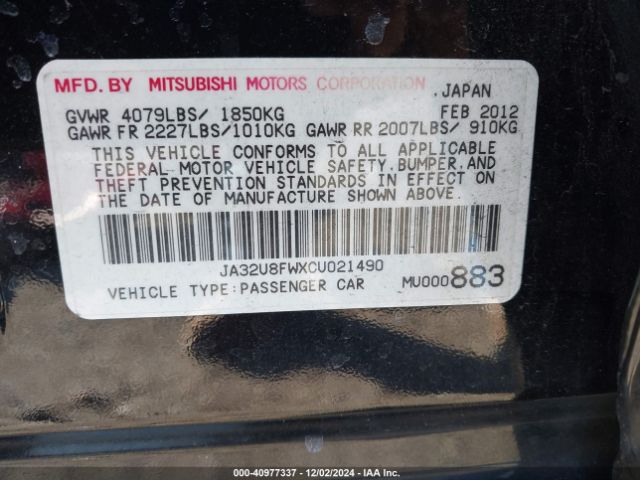 MFD. BY MITSUBISHI MOTORS CORPORATION, JAPAN
GVWR 4079LBS/ 1850KG FEB 2012
GAWR FR 2227LBS/1010KG GAWR RR 2007LBS/ 910KG
THIS VEHICLE CONFORMS TO ALL APPLICABLE
FEDERAL MOTOR VEHICLE SAFETY,BUMPER,AND
THEFT PREVENTION STANDARDS IN EFFECT ON
THE DATE OF MANUFACTURE SHOWN ABOVE.
JA32U8FWXCU021490
VEHICLE TYPE:PASSENGER CAR MU000883
000-40977337 - 12/02/2024 - IAA Inc.